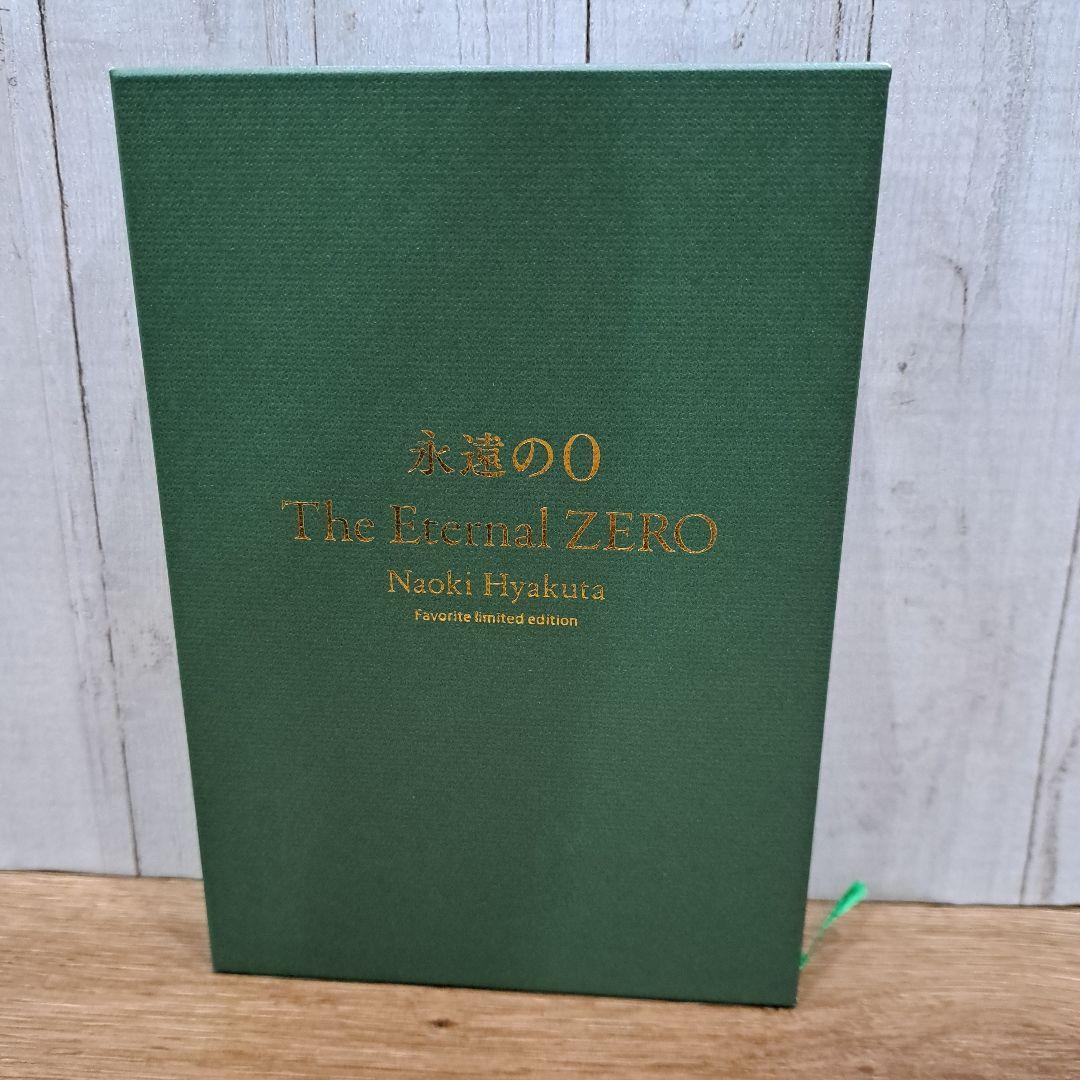 永遠の0
The Eternal ZERO
Naoki Hyakuta
Favorite limited edition